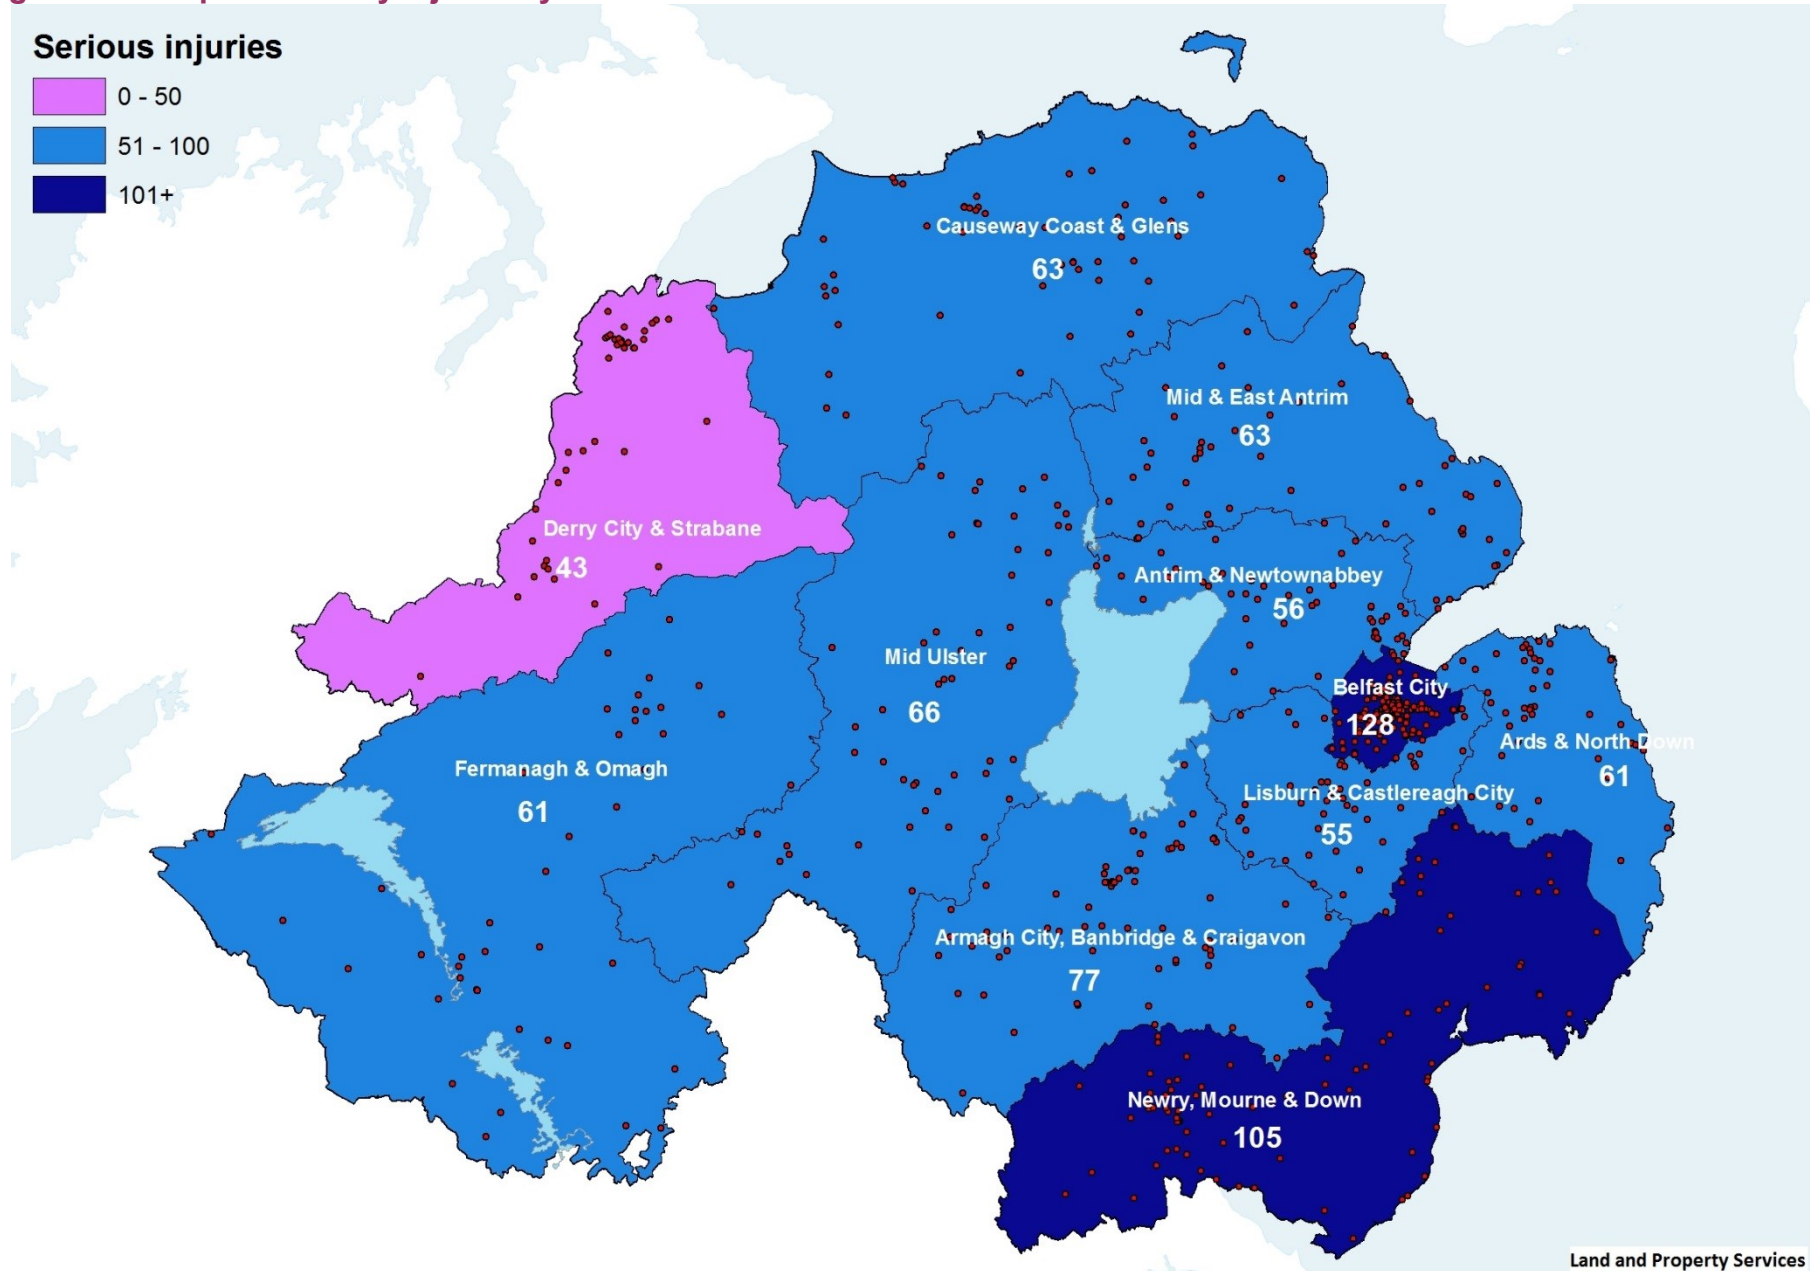 Serious injuries
0 - 50
51 - 100
101+
Causeway Coast & Glens
63
Mid & East Antrim
63
Derry City & Strabane
43
Antrim & Newtownabbey
56
Mid Ulster
66
Belfast City
128
Ards & North Down
61
Fermanagh & Omagh
61
Lisburn & Castlereagh City
55
Armagh City, Banbridge & Craigavon
77
Newry, Mourne & Down
105
Land and Property Services